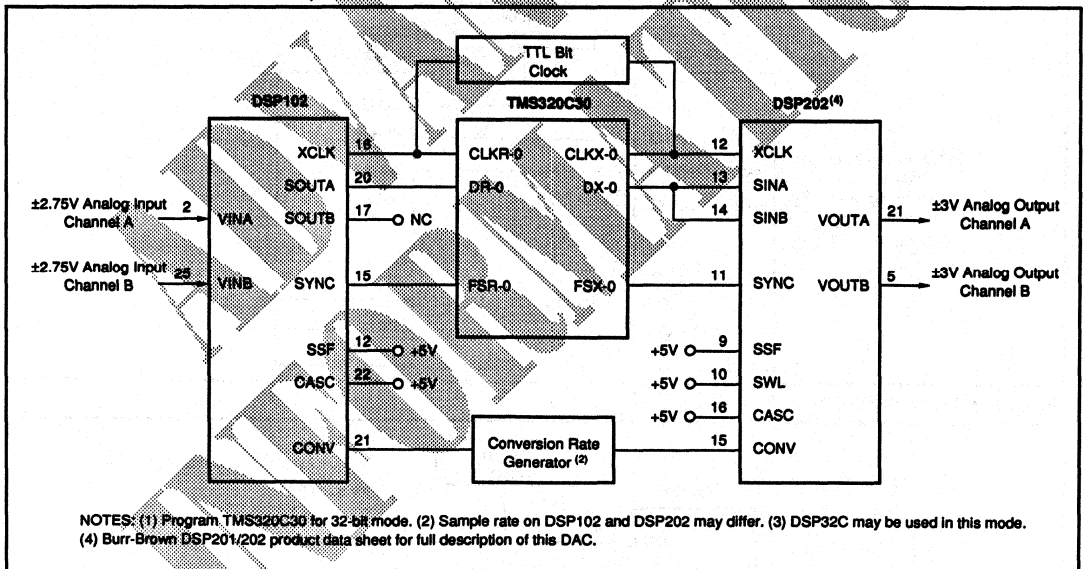 TTL Bit
Clock
DSP102
TMS320C30
DSP202(4)
XCLK 16 CLKR-0 CLKX-0 12 XCLK
SOUTA 20 DR-0 DX-0 13 SINA
±2.75V Analog Input
Channel A
2 VINA
SOUTB 17 NC
14 SINB
VOUTA 21
±3V Analog Output
Channel A
±2.75V Analog Input
Channel B
25 VINB
SYNC 15 FSR-0 FSX-0 11 SYNC
VOUTB 5
±3V Analog Output
Channel B
SSF 12 +5V
+5V 9 SSF
CASC 22 +5V
+5V 10 SWL
+5V 16 CASC
CONV 21
Conversion Rate
Generator (2)
15 CONV
NOTES: (1) Program TMS320C30 for 32-bit mode. (2) Sample rate on DSP102 and DSP202 may differ. (3) DSP32C may be used in this mode.
(4) Burr-Brown DSP201/202 product data sheet for full description of this DAC.